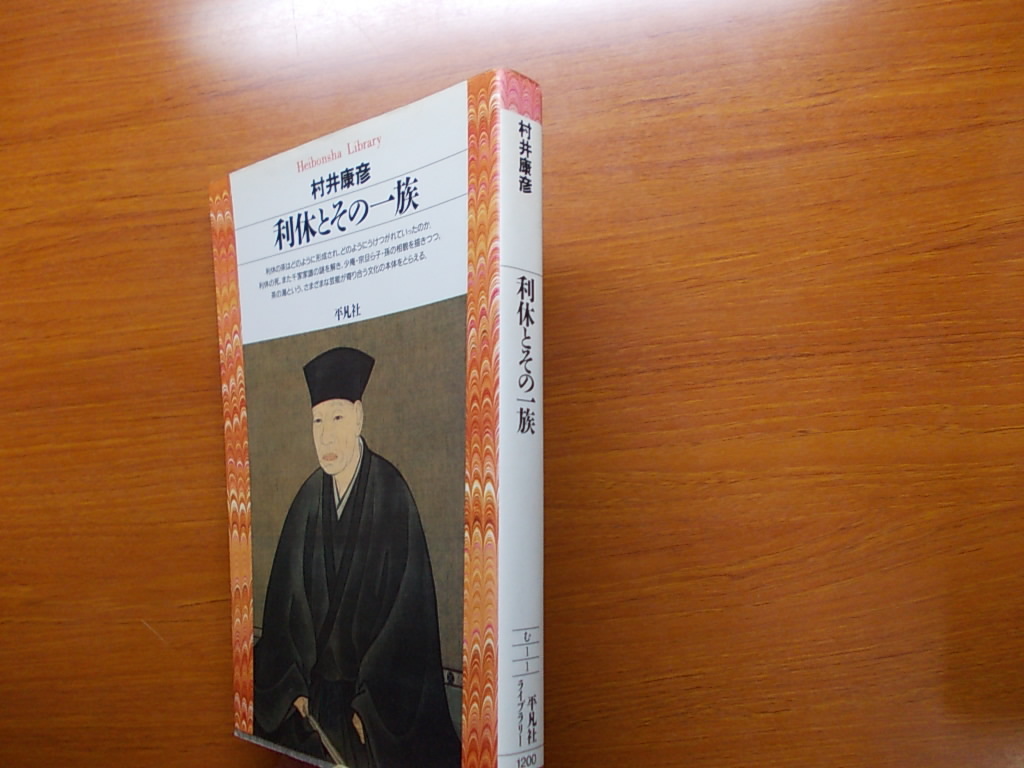 Heibonsha Library
村井康彦
利休とその一族
利休の茶はどのように形成され、どのようにうけつがれていったのか。
利休の死、また千家家譜の謎を解き、少庵・宗旦ら子・孫の相貌を描きつつ、
茶の湯という、さまざまな芸能が寄り合う文化の本体をとらえる。
平凡社
村井康彦
利休とその一族
む-1-1
平凡社
ライブラリー
1200